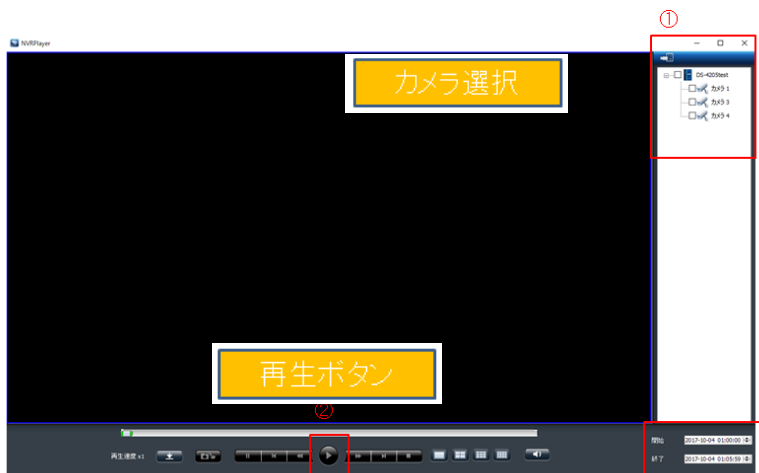 ①
NVRPlayer
カメラ選択
DS-4205test
カメラ 1
カメラ 3
カメラ 4
再生ボタン
②
開始 2017-10-04 01:00:00
再生速度 x1
終了 2017-10-04 01:05:59